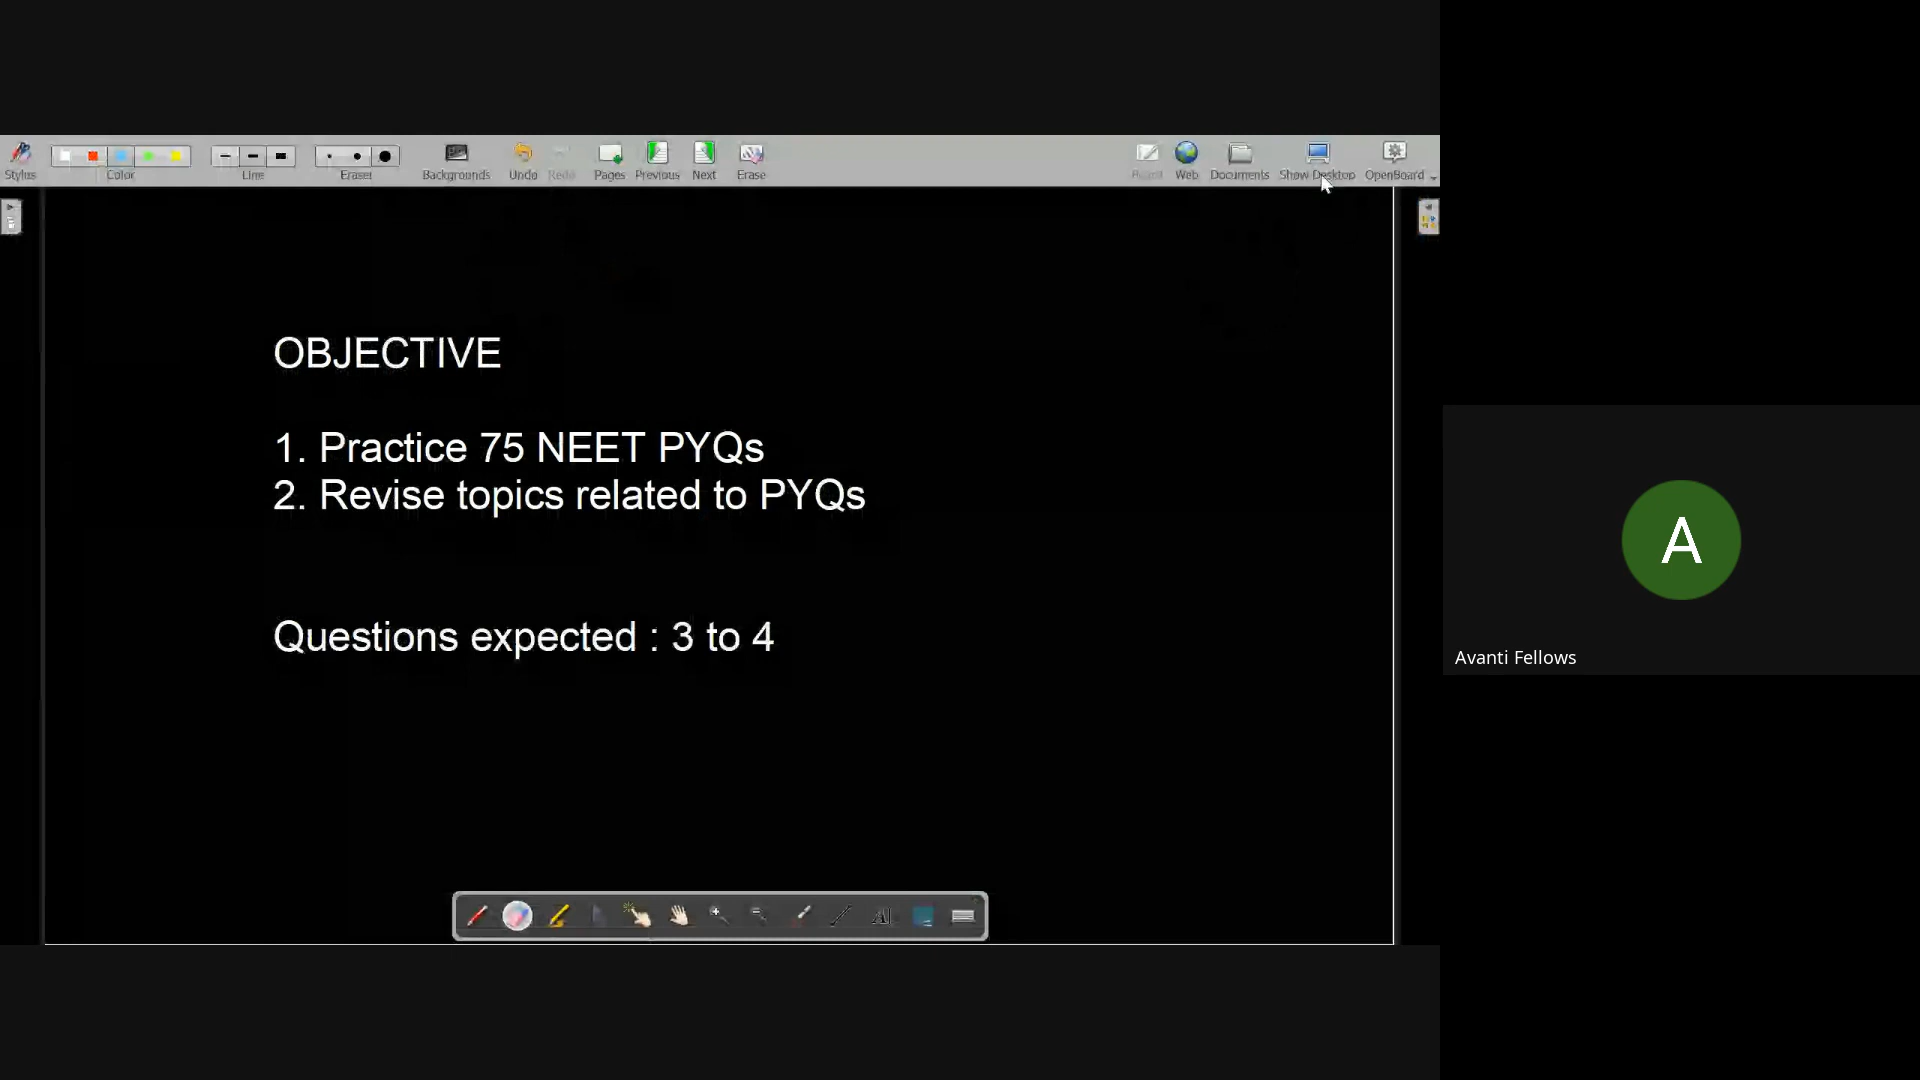 Stylus Color Line Eraser Backgrounds Undo Redo Pages Previous Next Erase Board Web Documents Show Desktop OpenBoard
OBJECTIVE
1. Practice 75 NEET PYQs
2. Revise topics related to PYQs
Questions expected : 3 to 4
A
Avanti Fellows